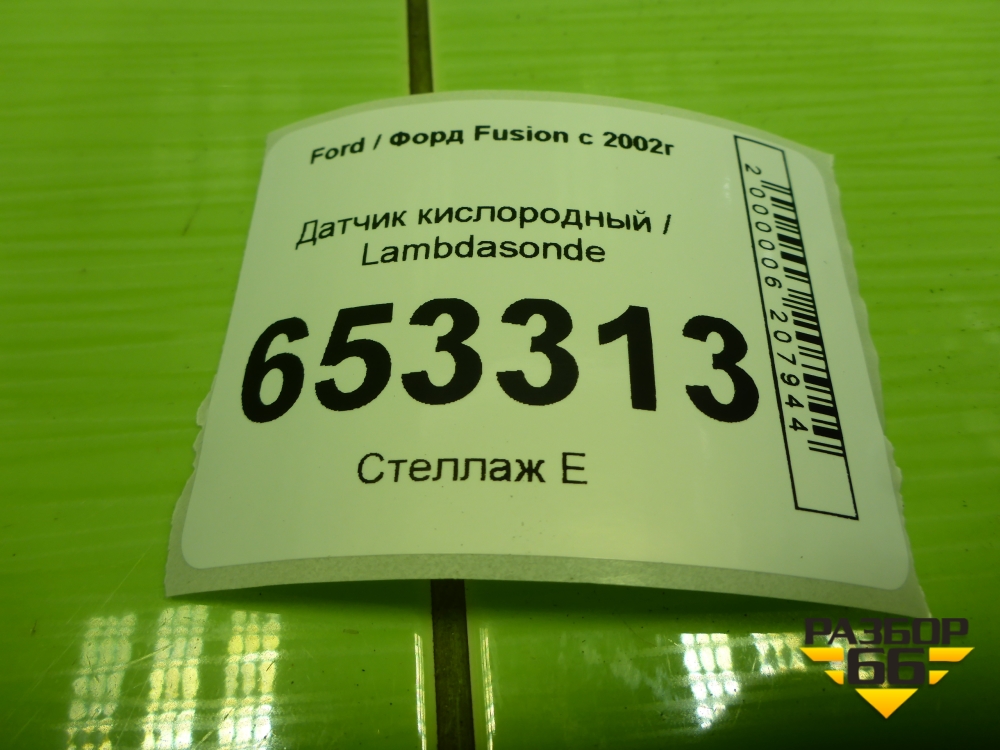 Ford / Форд Fusion с 2002г
Датчик кислородный /
Lambdasonde
653313
Стеллаж Е
2000006207944
РАЗБОР
66